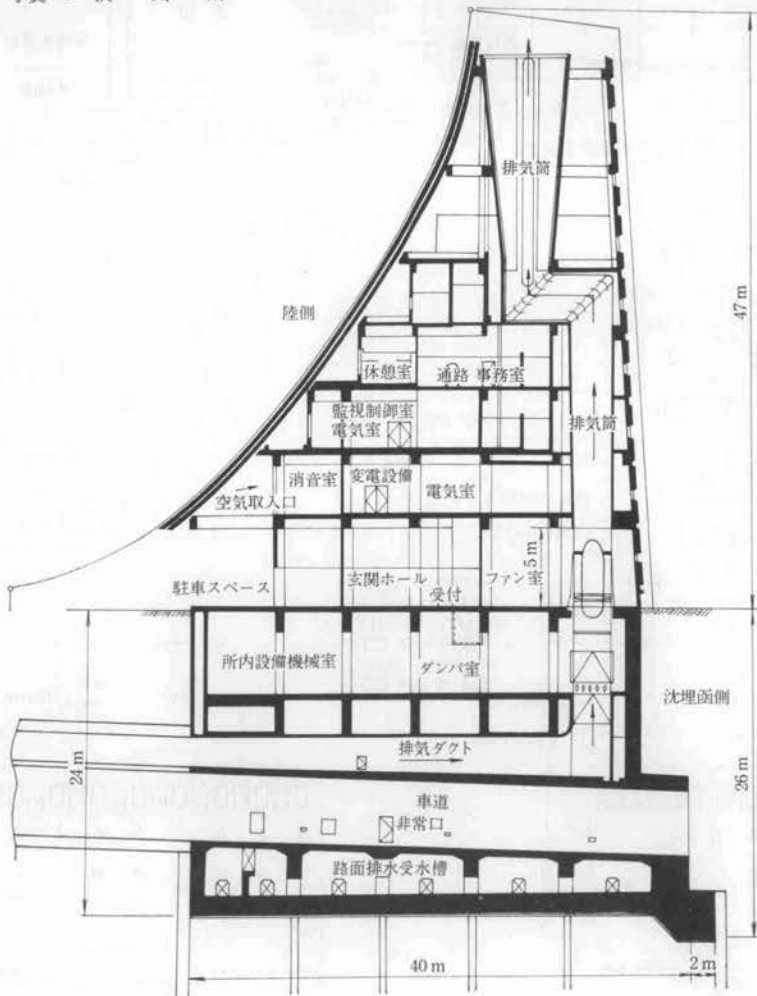 排気筒
47 m
陸側
休憩室
通路 事務室
監視制御室
電気室
排気筒
消音室
変電設備
電気室
空気取入口
5 m
駐車スペース
玄関ホール
ファン室
受付
所内設備機械室
ダンパ室
沈埋函側
24 m
排気ダクト
26 m
車道
非常口
路面排水受水槽
40 m
2 m